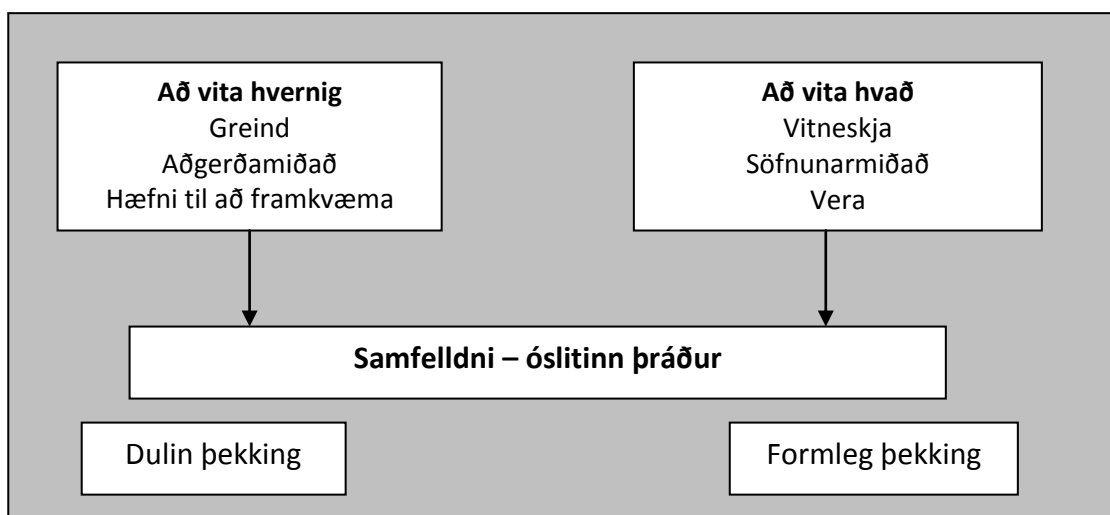 Að vita hvernig
Greind
Aðgerðamiðað
Hæfni til að framkvæma
Að vita hvað
Vitneskja
Söfnunarmiðað
Vera
Samfelldni – óslitinn þráður
Dulin þekking
Formleg þekking